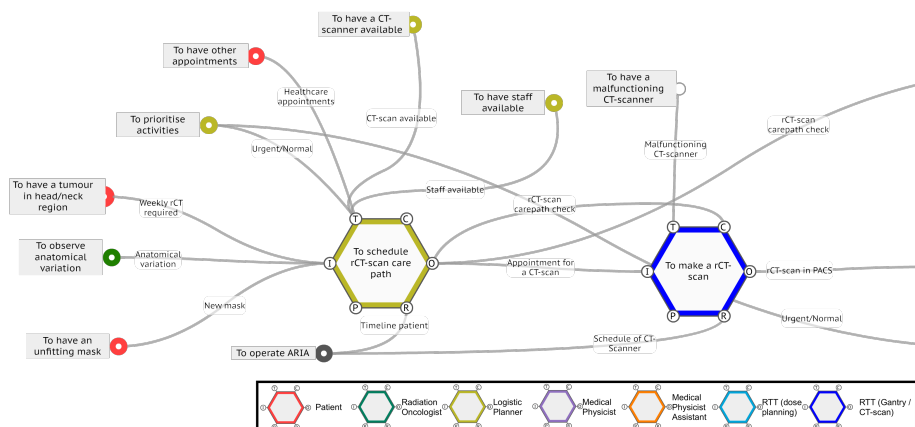 To have a CT-
scanner available
To have other
appointments
To have a
malfunctioning
CT-scanner
Healthcare
appointments
To have staff
available
To prioritise
activities
CT-scan available
rCT-scan
carepath check
Urgent/Normal
Malfunctioning
CT-scanner
To have a tumour
in head/neck
region
Weekly rCT
required
Staff available
rCT-scan
carepath check
T
C
T
C
To observe
anatomical
variation
Anatomical
variation
I
To schedule
rCT-scan care
path
O
Appointment for
a CT-scan
I
To make a rCT-
scan
O
rCT-scan in PACS
New mask
P
R
P
R
Timeline patient
Urgent/Normal
To have an
unfitting mask
To operate ARIA
Schedule of CT-
Scanner
Patient
Radiation
Oncologist
Logistic
Planner
Medical
Physicist
Medical
Physicist
Assistant
RTT (dose
planning)
RTT (Gantry /
CT-scan)